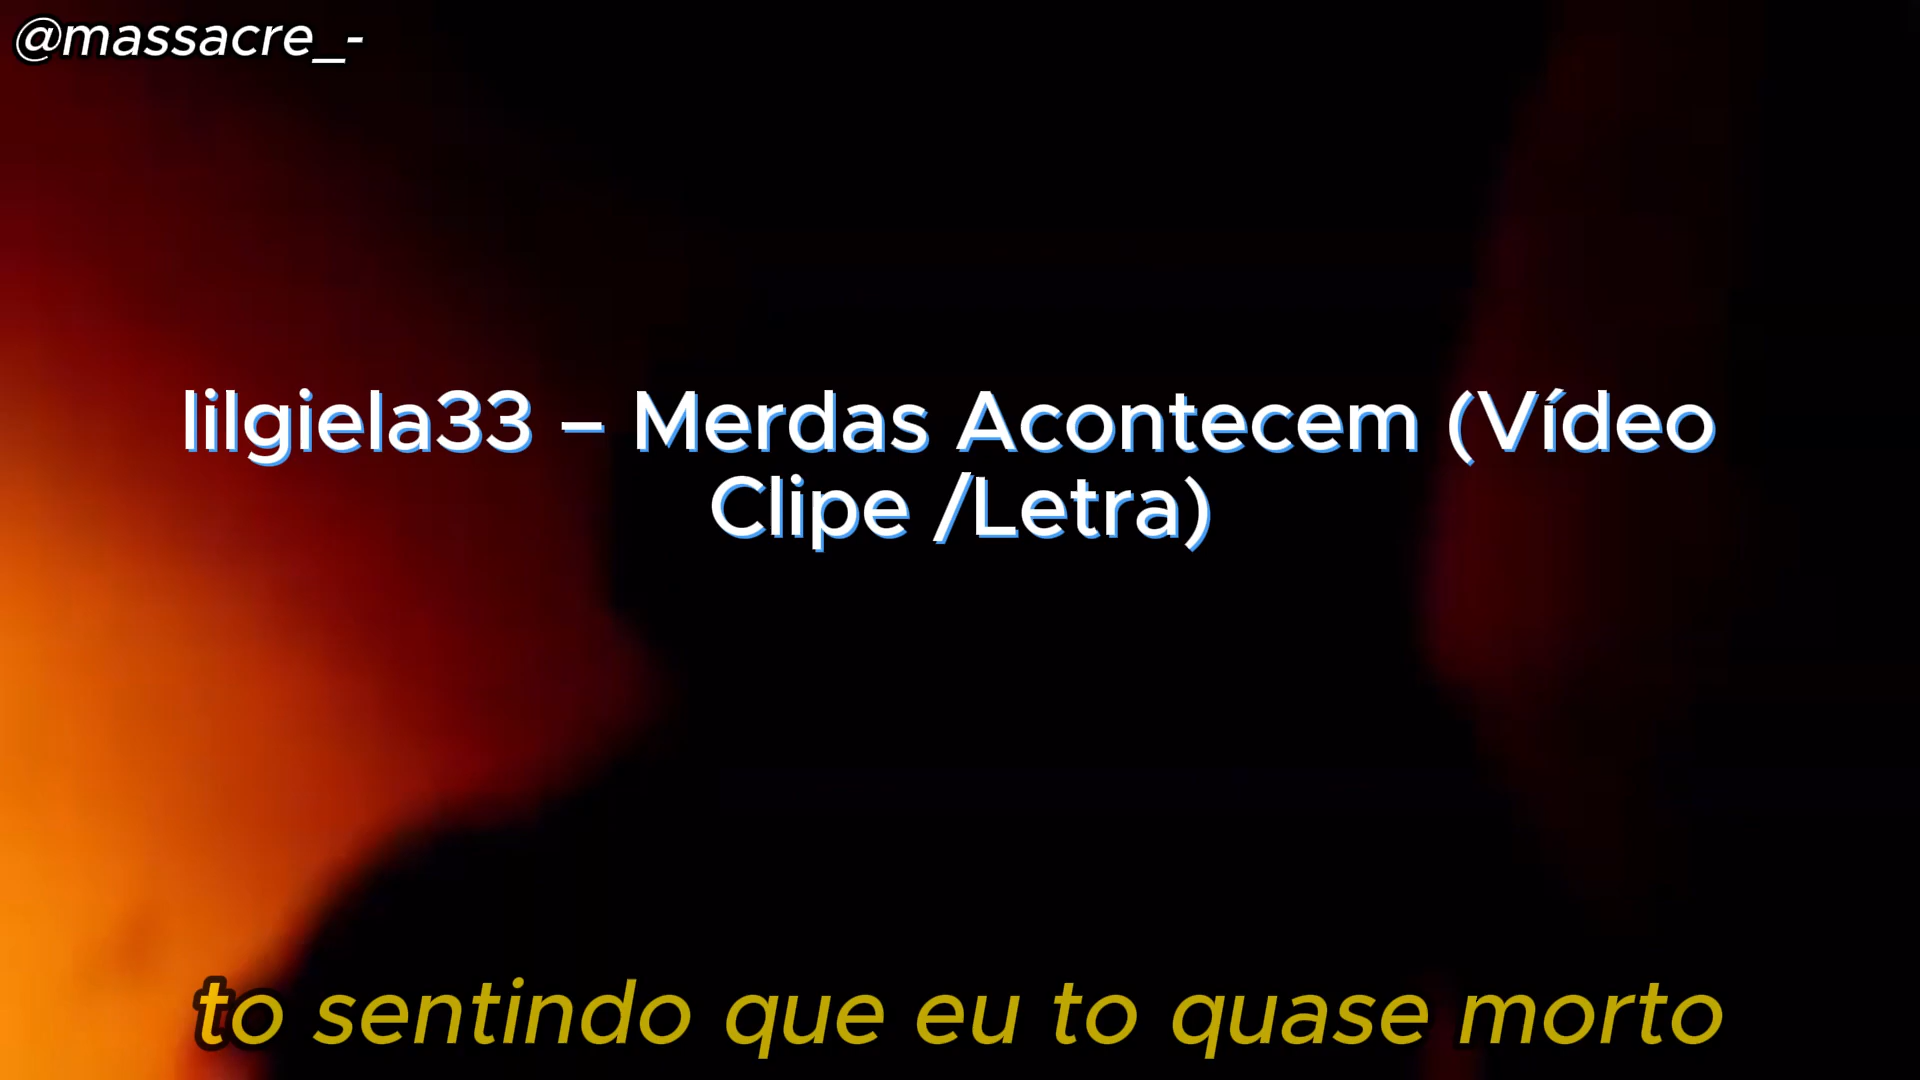 @massacre_-
lilgiela33 – Merdas Acontecem (Vídeo
Clipe /Letra)
to sentindo que eu to quase morto